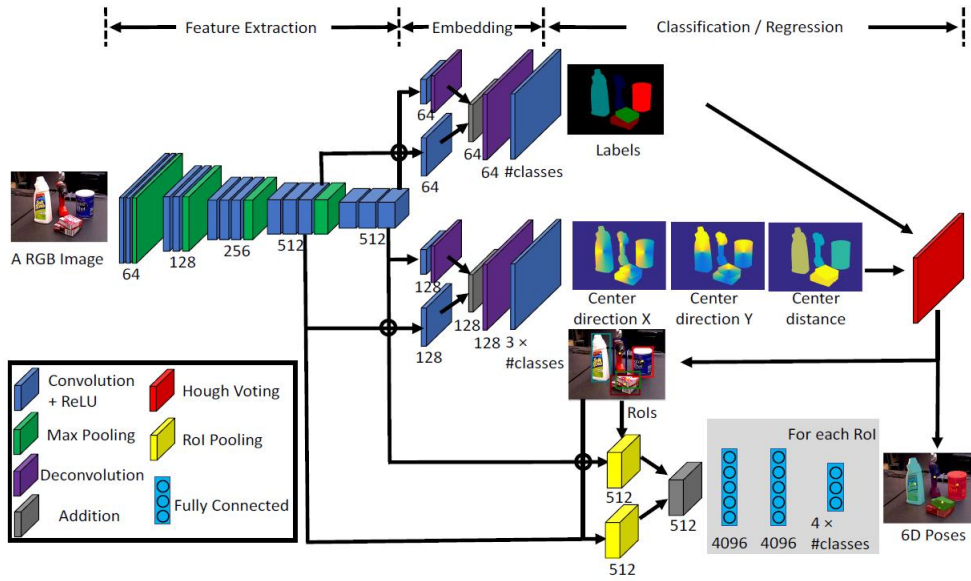 Feature Extraction
Embedding
Classification / Regression
64
64
64
64
#classes
Labels
A RGB Image
64
128
256
512
512
128
128
128
128
3 ×
#classes
Center
direction X
Center
direction Y
Center
distance
RoIs
Convolution
+ ReLU
Max Pooling
Deconvolution
Addition
Hough Voting
RoI Pooling
Fully Connected
512
512
512
For each RoI
4096
4096
4 ×
#classes
6D Poses